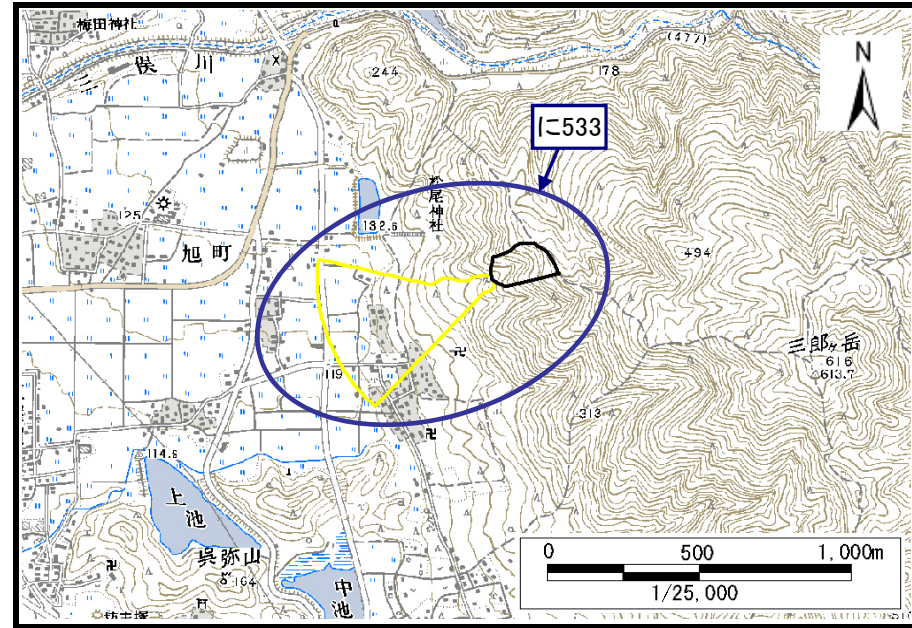 梅田神社
三俣川
244
(477)
178
N
に533
松尾神社
125
132.6
旭町
494
三郎ヶ岳
616
613.7
119
313
114.9
上池
呉弥山
164
中池
0 500 1,000m
1/25,000